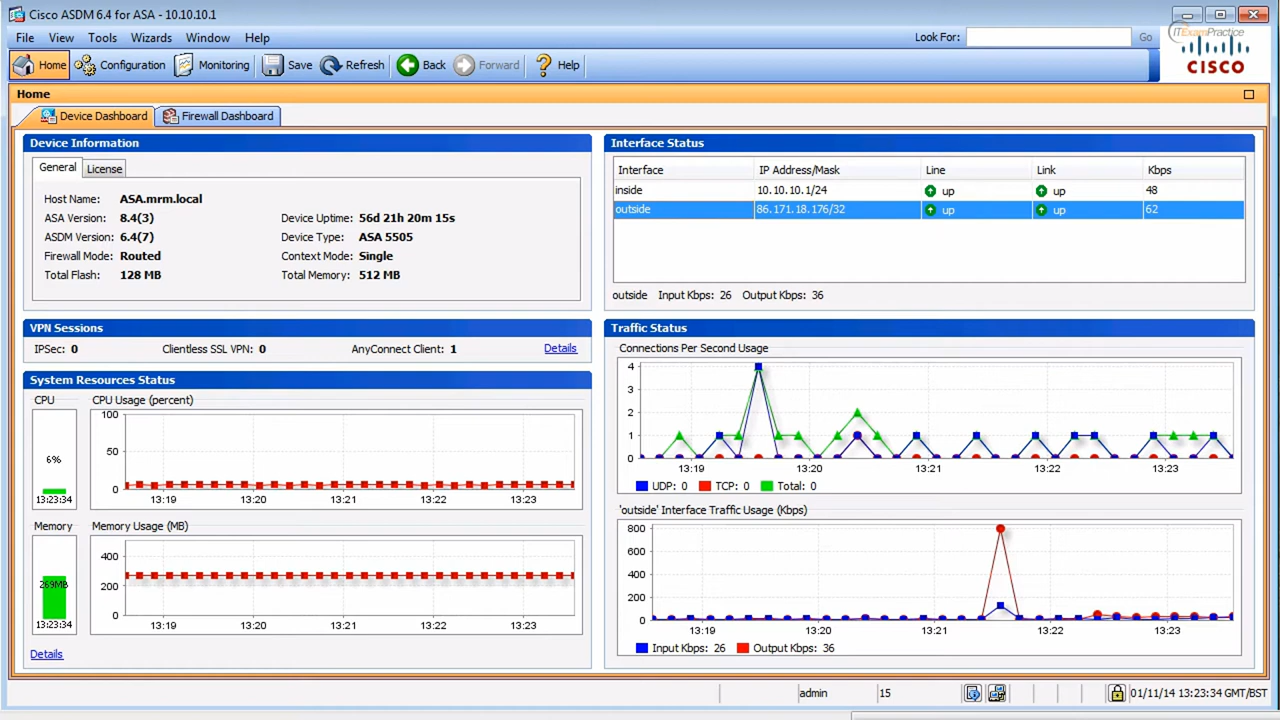 Cisco ASDM 6.4 for ASA - 10.10.10.1
File View Tools Wizards Window Help Look For: Go
ITExamPractice
CISCO
Home Configuration Monitoring Save Refresh Back Forward Help
Home
Device Dashboard Firewall Dashboard
Device Information
General License
Host Name: ASA.mrm.local
ASA Version: 8.4(3) Device Uptime: 56d 21h 20m 15s
ASDM Version: 6.4(7) Device Type: ASA 5505
Firewall Mode: Routed Context Mode: Single
Total Flash: 128 MB Total Memory: 512 MB
Interface Status
Interface IP Address/Mask Line Link Kbps
inside 10.10.10.1/24 up up 48
outside 86.171.18.176/32 up up 62
outside Input Kbps: 26 Output Kbps: 36
VPN Sessions
IPSec: 0 Clientless SSL VPN: 0 AnyConnect Client: 1 Details
System Resources Status
CPU CPU Usage (percent)
100
50
0
6%
13:23:34
13:19 13:20 13:21 13:22 13:23
Memory Memory Usage (MB)
400
200
0
269MB
13:23:34
13:19 13:20 13:21 13:22 13:23
Details
Traffic Status
Connections Per Second Usage
4
3
2
1
0
13:19 13:20 13:21 13:22 13:23
UDP: 0 TCP: 0 Total: 0
'outside' Interface Traffic Usage (Kbps)
800
600
400
200
0
13:19 13:20 13:21 13:22 13:23
Input Kbps: 26 Output Kbps: 36
admin 15 01/11/14 13:23:34 GMT/BST